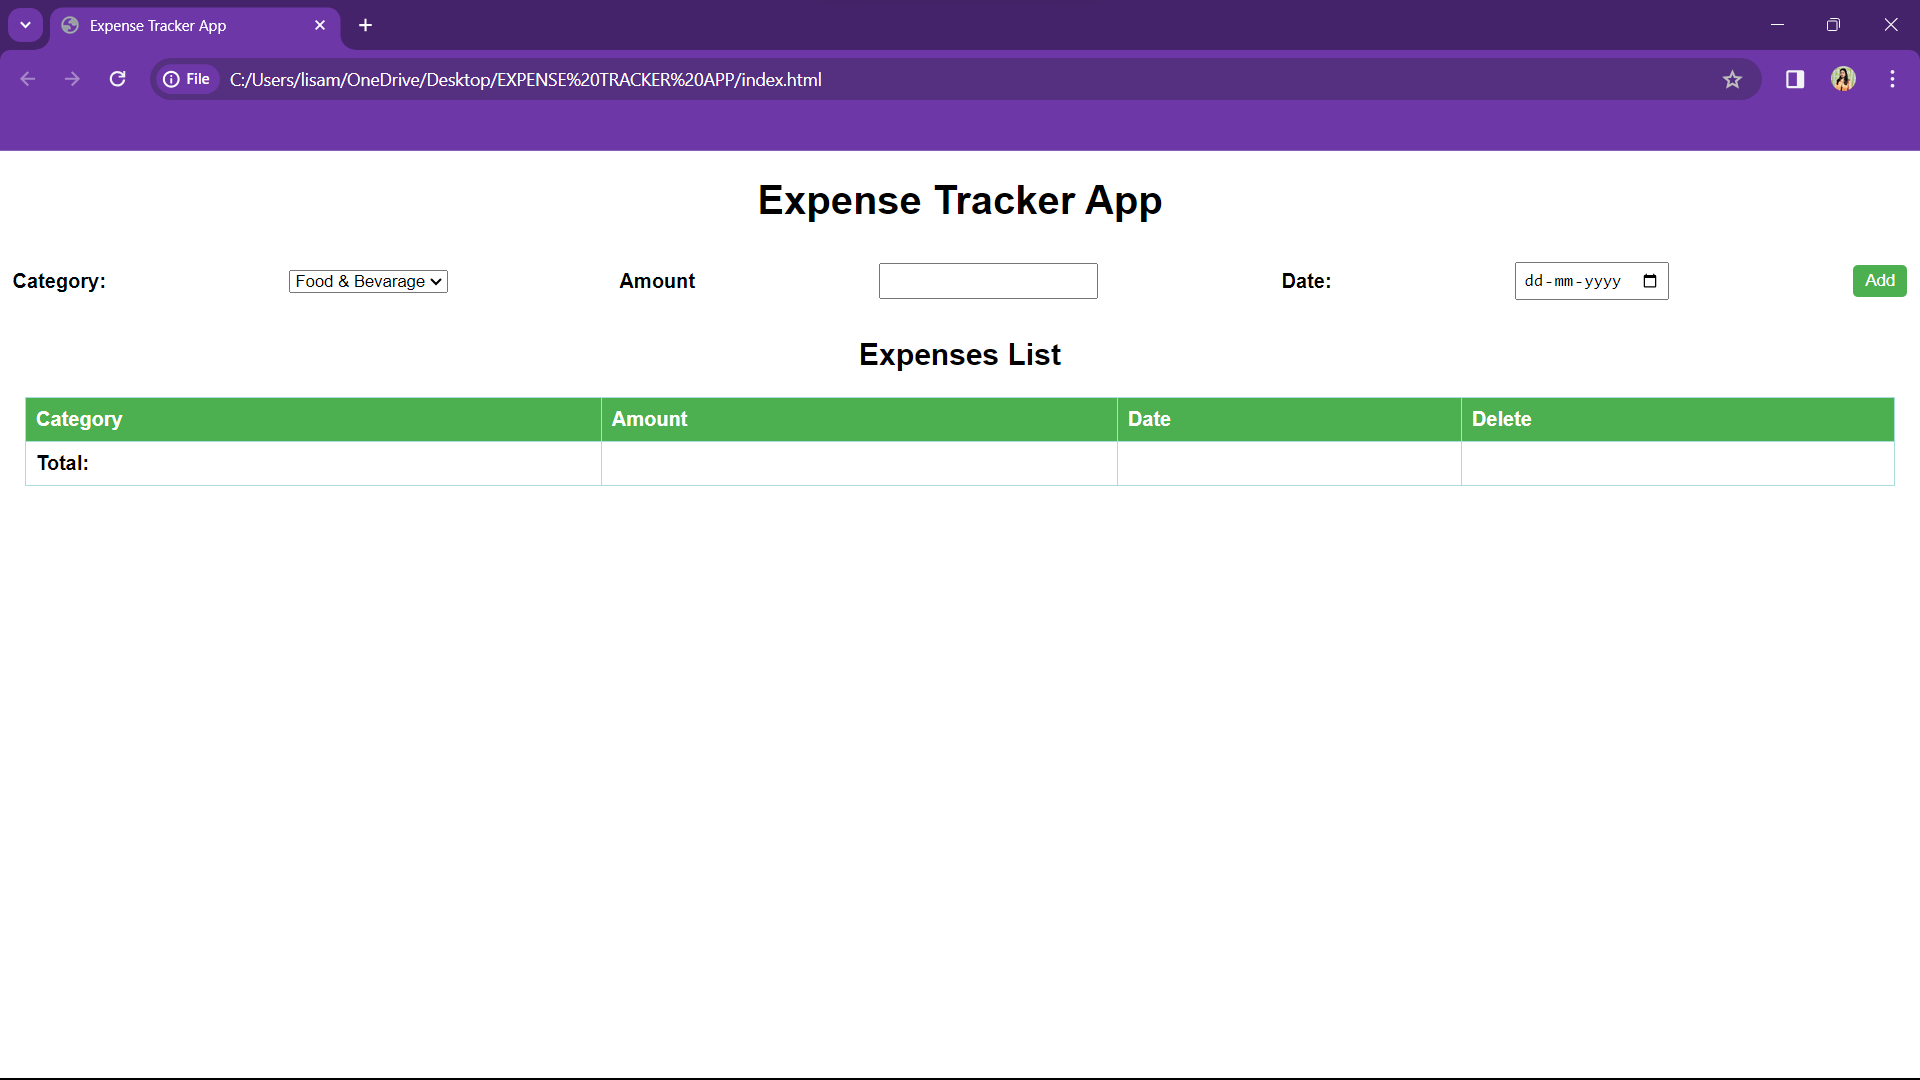 Expense Tracker App
File C:/Users/lisam/OneDrive/Desktop/EXPENSE%20TRACKER%20APP/index.html
Expense Tracker App
Category: Food & Bevarage Amount Date: dd-mm-yyyy Add
Expenses List
Category Amount Date Delete
Total: